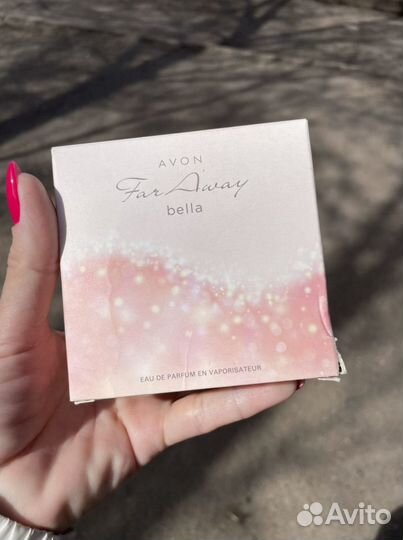 AVON
Far Away
bella
EAU DE PARFUM EN VAPORISATEUR
Avito